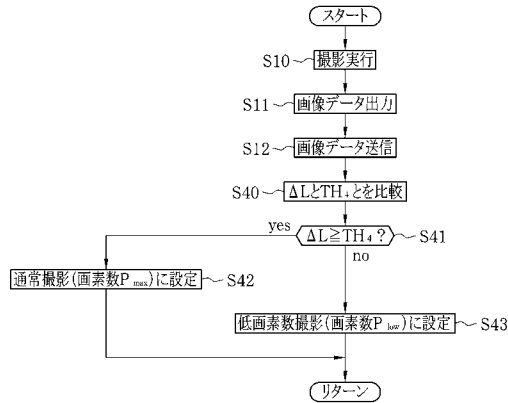 スタート
S10 撮影実行
S11 画像データ出力
S12 画像データ送信
S40 ΔLとTH₄とを比較
ΔL≧TH₄? S41
yes
no
通常撮影(画素数Pmax)に設定 S42
低画素数撮影(画素数Plow)に設定 S43
リターン